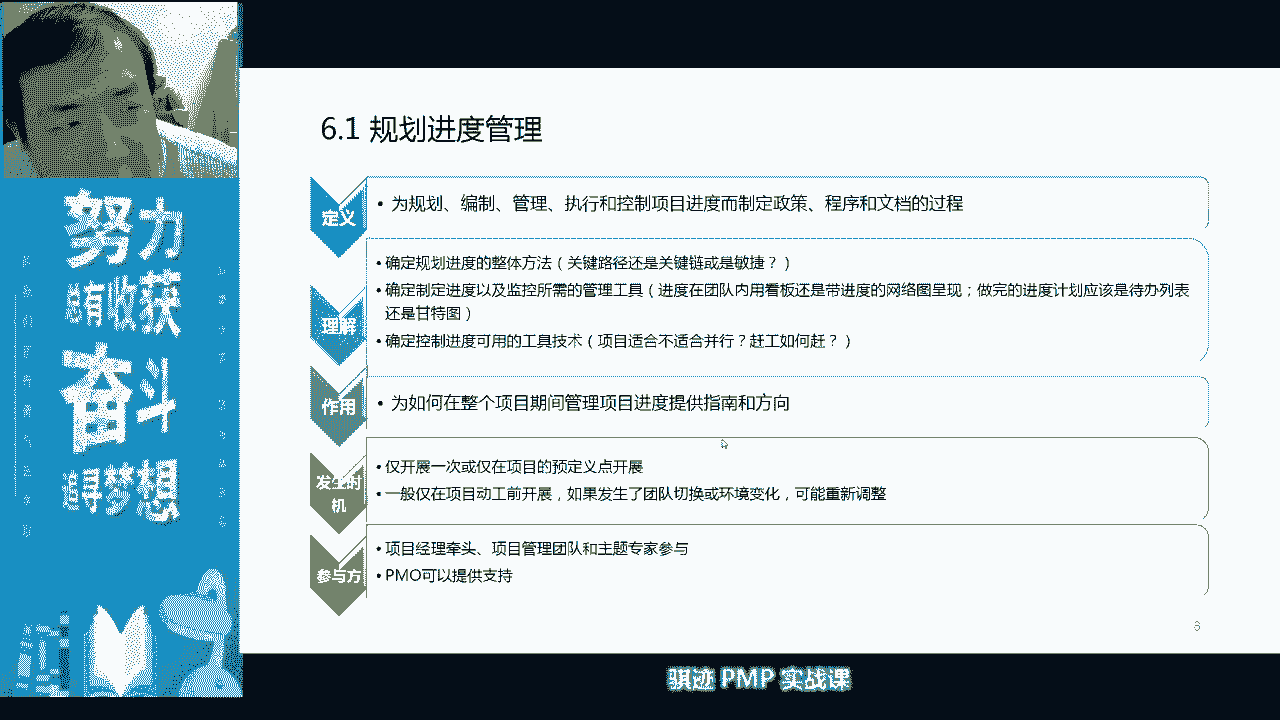 努力
总有收获
奋斗
追寻梦想
6.1 规划进度管理
定义
• 为规划、编制、管理、执行和控制项目进度而制定政策、程序和文档的过程
理解
• 确定规划进度的整体方法（关键路径还是关键链或是敏捷？）
• 确定制定进度以及监控所需的管理工具（进度在团队内用看板还是带进度的网络图呈现；做完的进度计划应该是待办列表
还是甘特图）
• 确定控制进度可用的工具技术（项目适合不适合并行？赶工如何赶？）
作用
• 为如何在整个项目期间管理项目进度提供指南和方向
发生时
机
• 仅开展一次或仅在项目的预定义点开展
• 一般仅在项目动工前开展，如果发生了团队切换或环境变化，可能重新调整
参与方
• 项目经理牵头、项目管理团队和主题专家参与
• PMO可以提供支持
骐迹 PMP 实战课